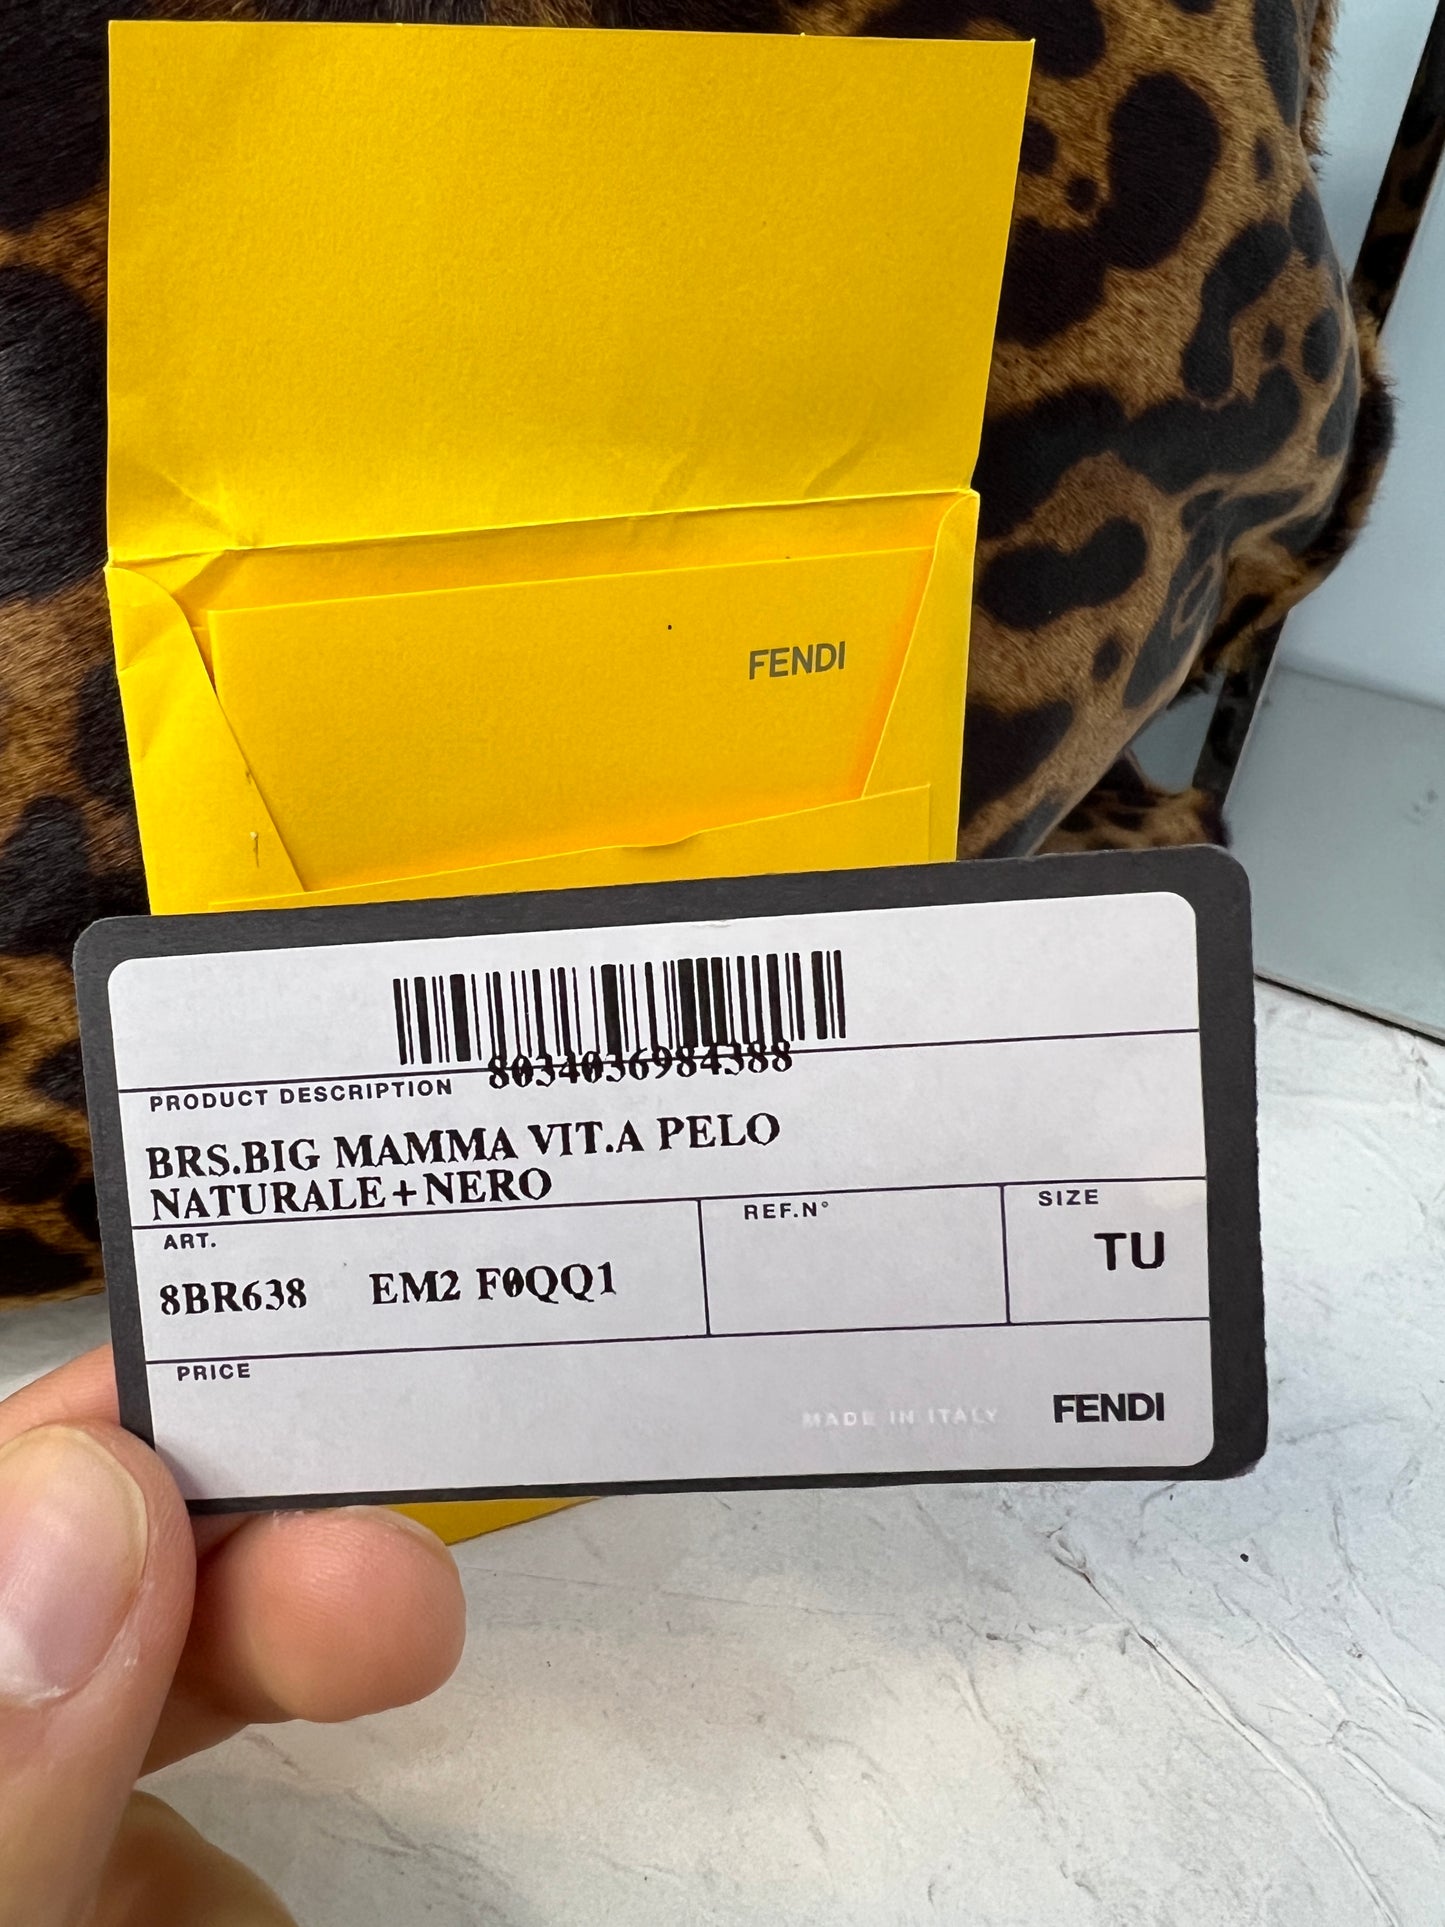 FENDI
8034036984388
PRODUCT DESCRIPTION
BRS.BIG MAMMA VIT.A PELO
NATURALE+NERO
ART.
REF.N°
SIZE
8BR638 EM2 F0QQ1
TU
PRICE
MADE IN ITALY
FENDI